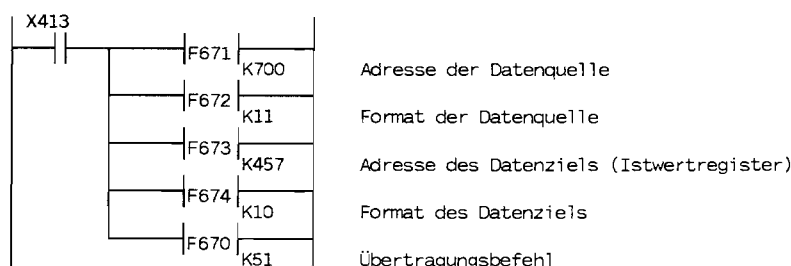 X413
F671
K700 Adresse der Datenquelle
F672
K11 Format der Datenquelle
F673
K457 Adresse des Datenziels (Istwertregister)
F674
K10 Format des Datenziels
F670
K51 Übertragungsbefehl